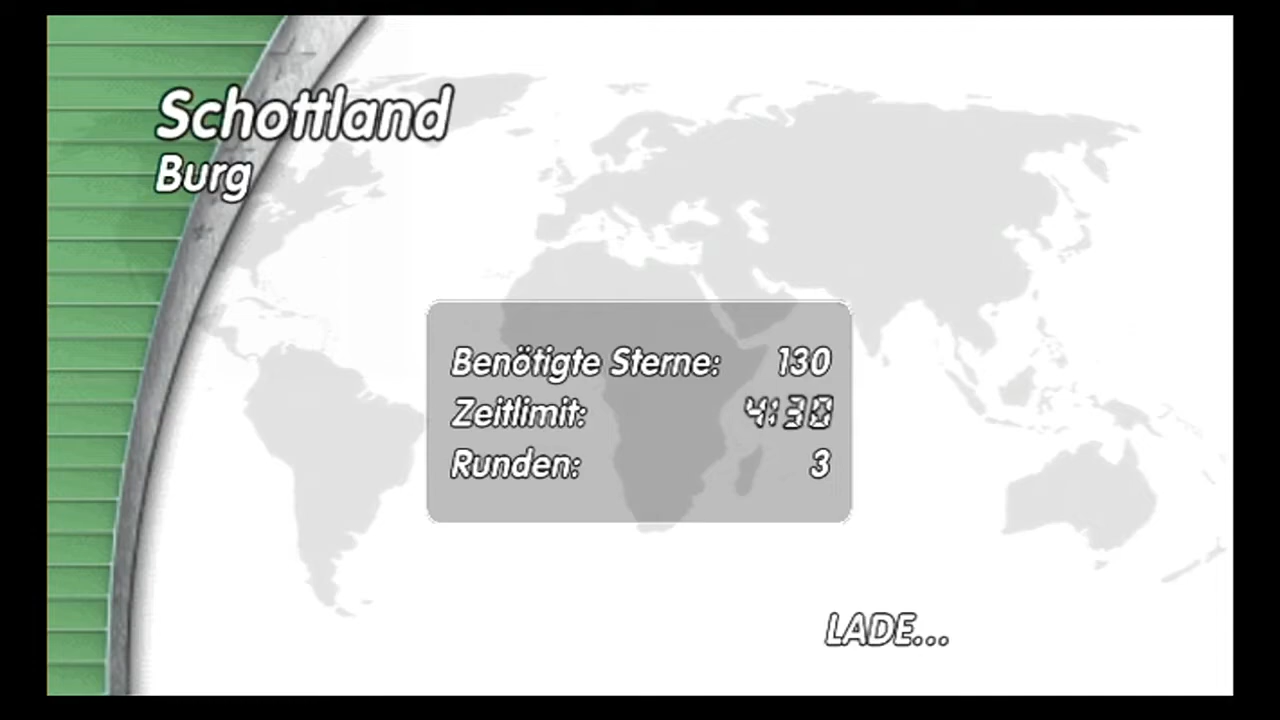 Schottland
Burg
Benötigte Sterne: 130
Zeitlimit: 4:30
Runden: 3
LADE...